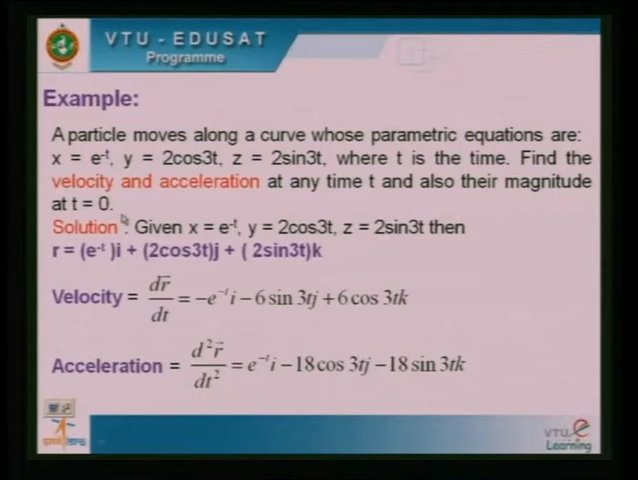 VTU - EDUSAT
Programme
Example:
A particle moves along a curve whose parametric equations are:
x = e⁻ᵗ, y = 2cos3t, z = 2sin3t, where t is the time. Find the
velocity and acceleration at any time t and also their magnitude
at t = 0.
Solution : Given x = e⁻ᵗ, y = 2cos3t, z = 2sin3t then
r = (e⁻ᵗ )i + (2cos3t)j + ( 2sin3t)k
Velocity = dr̄/dt = −e⁻ᵗi − 6 sin 3tj + 6 cos 3tk
Acceleration = d²r̄/dt² = e⁻ᵗi − 18 cos 3tj − 18 sin 3tk
VTU e
Learning